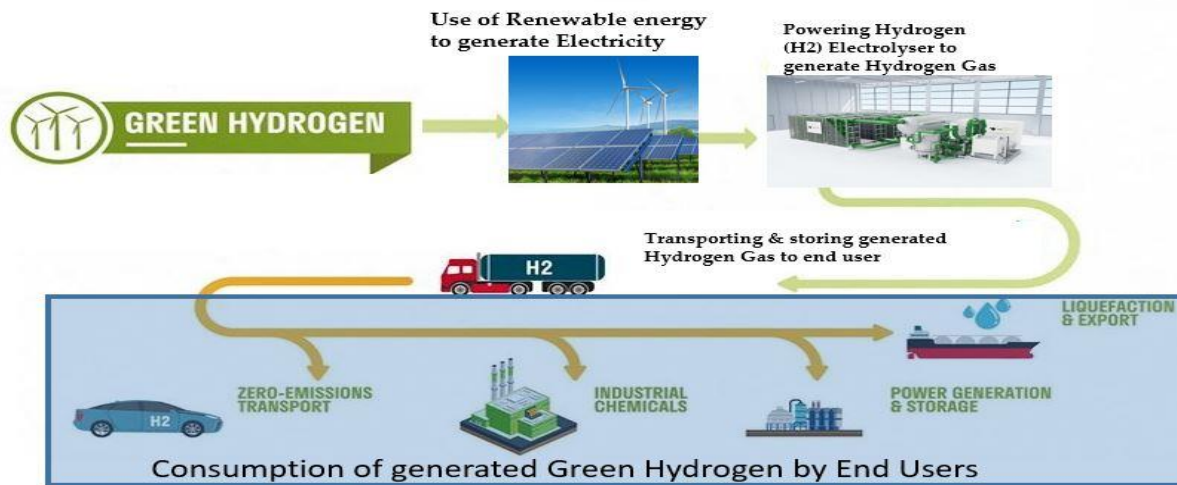 Use of Renewable energy
to generate Electricity
Powering Hydrogen
(H2) Electrolyser to
generate Hydrogen Gas
GREEN HYDROGEN
Transporting & storing generated
Hydrogen Gas to end user
H2
LIQUEFACTION
& EXPORT
ZERO-EMISSIONS
TRANSPORT
INDUSTRIAL
CHEMICALS
POWER GENERATION
& STORAGE
H2
Consumption of generated Green Hydrogen by End Users